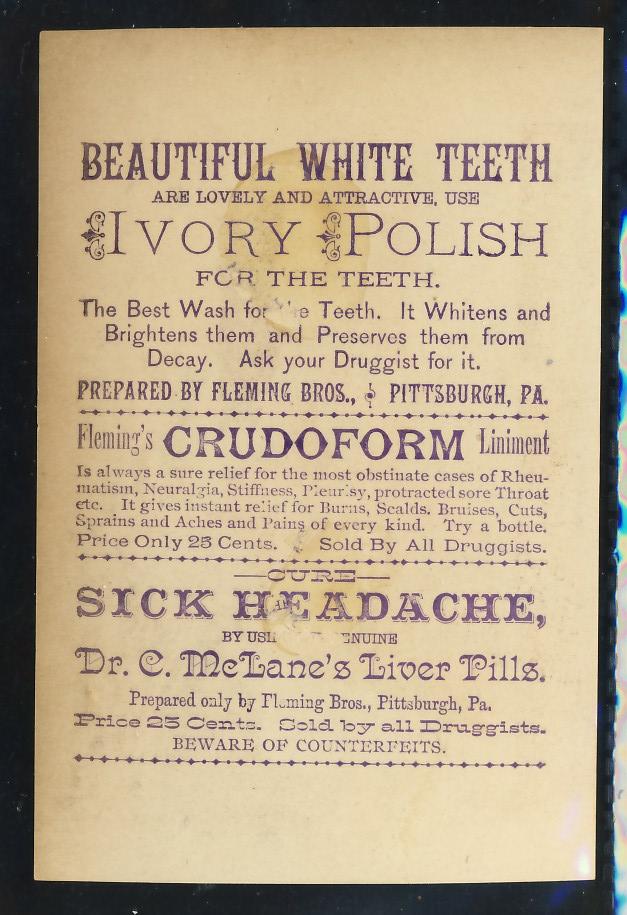 BEAUTIFUL WHITE TEETH
ARE LOVELY AND ATTRACTIVE, USE
IVORY POLISH
FOR THE TEETH.
The Best Wash for Teeth. It Whitens and
Brightens them and Preserves them from
Decay. Ask your Druggist for it.
PREPARED BY FLEMING BROS., PITTSBURGH, PA.
Fleming's CRUDOFORM Liniment
Is always a sure relief for the most obstinate cases of Rheu-
matism, Neuralgia, Stiffness, Pleurisy, protracted sore Throat
etc. It gives instant relief for Burns, Scalds. Bruises, Cuts,
Sprains and Aches and Pains of every kind. Try a bottle.
Price Only 25 Cents. Sold By All Druggists.
CURE
SICK HEADACHE,
BY
Dr. C. McLane's Liver Pills.
Prepared only by Fleming Bros., Pittsburgh, Pa.
Price 25 Cents. Sold by all Druggists.
BEWARE OF COUNTERFEITS.